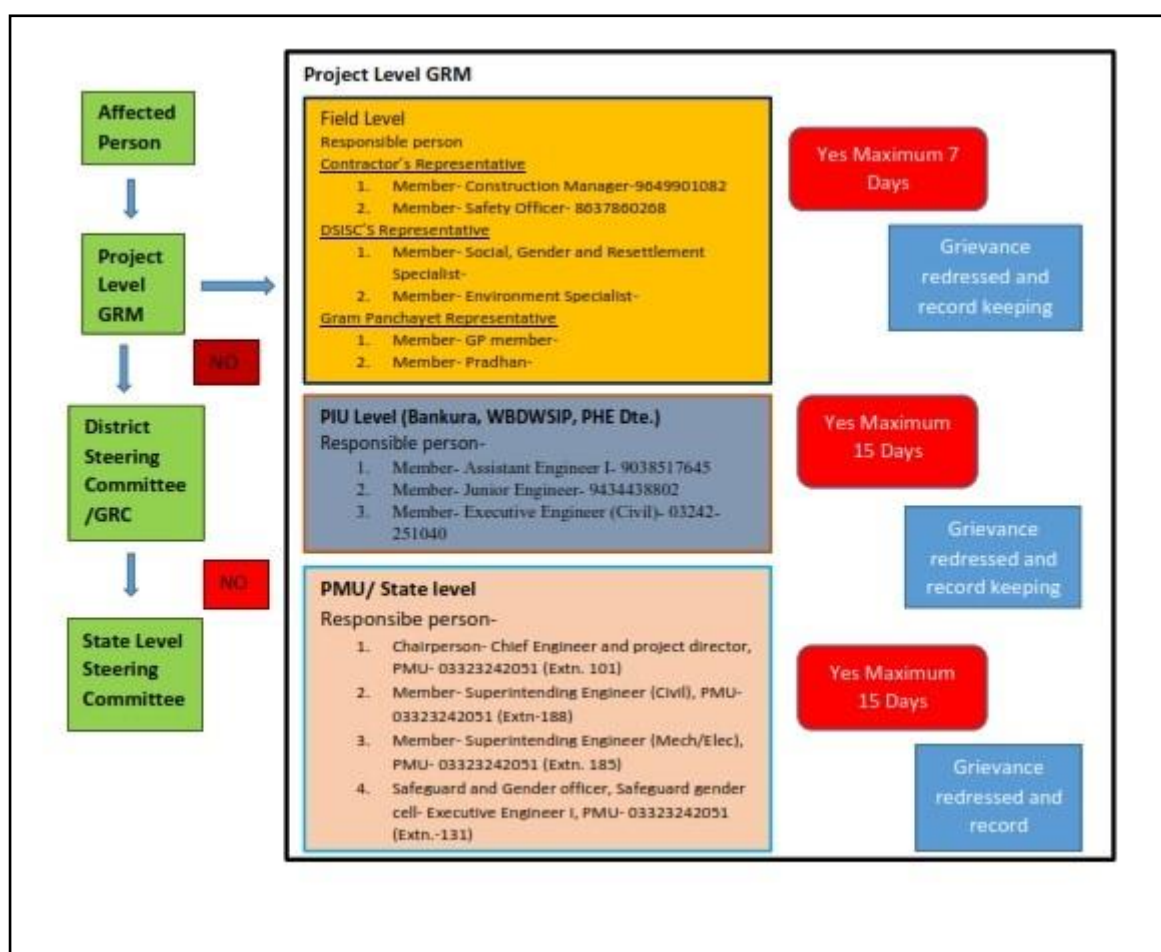 Affected
Person
Project
Level
GRM
NO
District
Steering
Committee
/GRC
NO
State Level
Steering
Committee
Project Level GRM
Field Level
Responsible person
Contractor's Representative
1. Member- Construction Manager-9649901082
2. Member- Safety Officer- 8637860268
DSISC'S Representative
1. Member- Social, Gender and Resettlement
Specialist-
2. Member- Environment Specialist-
Gram Panchayet Representative
1. Member- GP member-
2. Member- Pradhan-
Yes Maximum 7
Days
Grievance
redressed and
record keeping
PIU Level (Bankura, WBDWSIP, PHE Dte.)
Responsible person-
1. Member- Assistant Engineer I- 9038517645
2. Member- Junior Engineer- 9434438802
3. Member- Executive Engineer (Civil)- 03242-
251040
Yes Maximum
15 Days
Grievance
redressed and
record keeping
PMU/ State level
Responsibe person-
1. Chairperson- Chief Engineer and project director,
PMU- 03323242051 (Extn. 101)
2. Member- Superintending Engineer (Civil), PMU-
03323242051 (Extn-188)
3. Member- Superintending Engineer (Mech/Elec),
PMU- 03323242051 (Extn. 185)
4. Safeguard and Gender officer, Safeguard gender
cell- Executive Engineer I, PMU- 03323242051
(Extn.-131)
Yes Maximum
15 Days
Grievance
redressed and
record